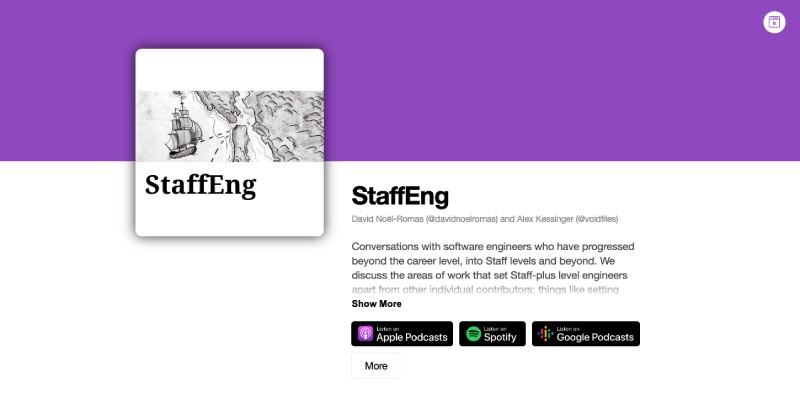 StaffEng
StaffEng
David Noël-Romas (@davidnoelromas) and Alex Kessinger (@voidfiles)
Conversations with software engineers who have progressed
beyond the career level, into Staff levels and beyond. We
discuss the areas of work that set Staff-plus level engineers
apart from other individual contributors; things like setting
Show More
Listen on
Apple Podcasts
Listen on
Spotify
Listen on
Google Podcasts
More